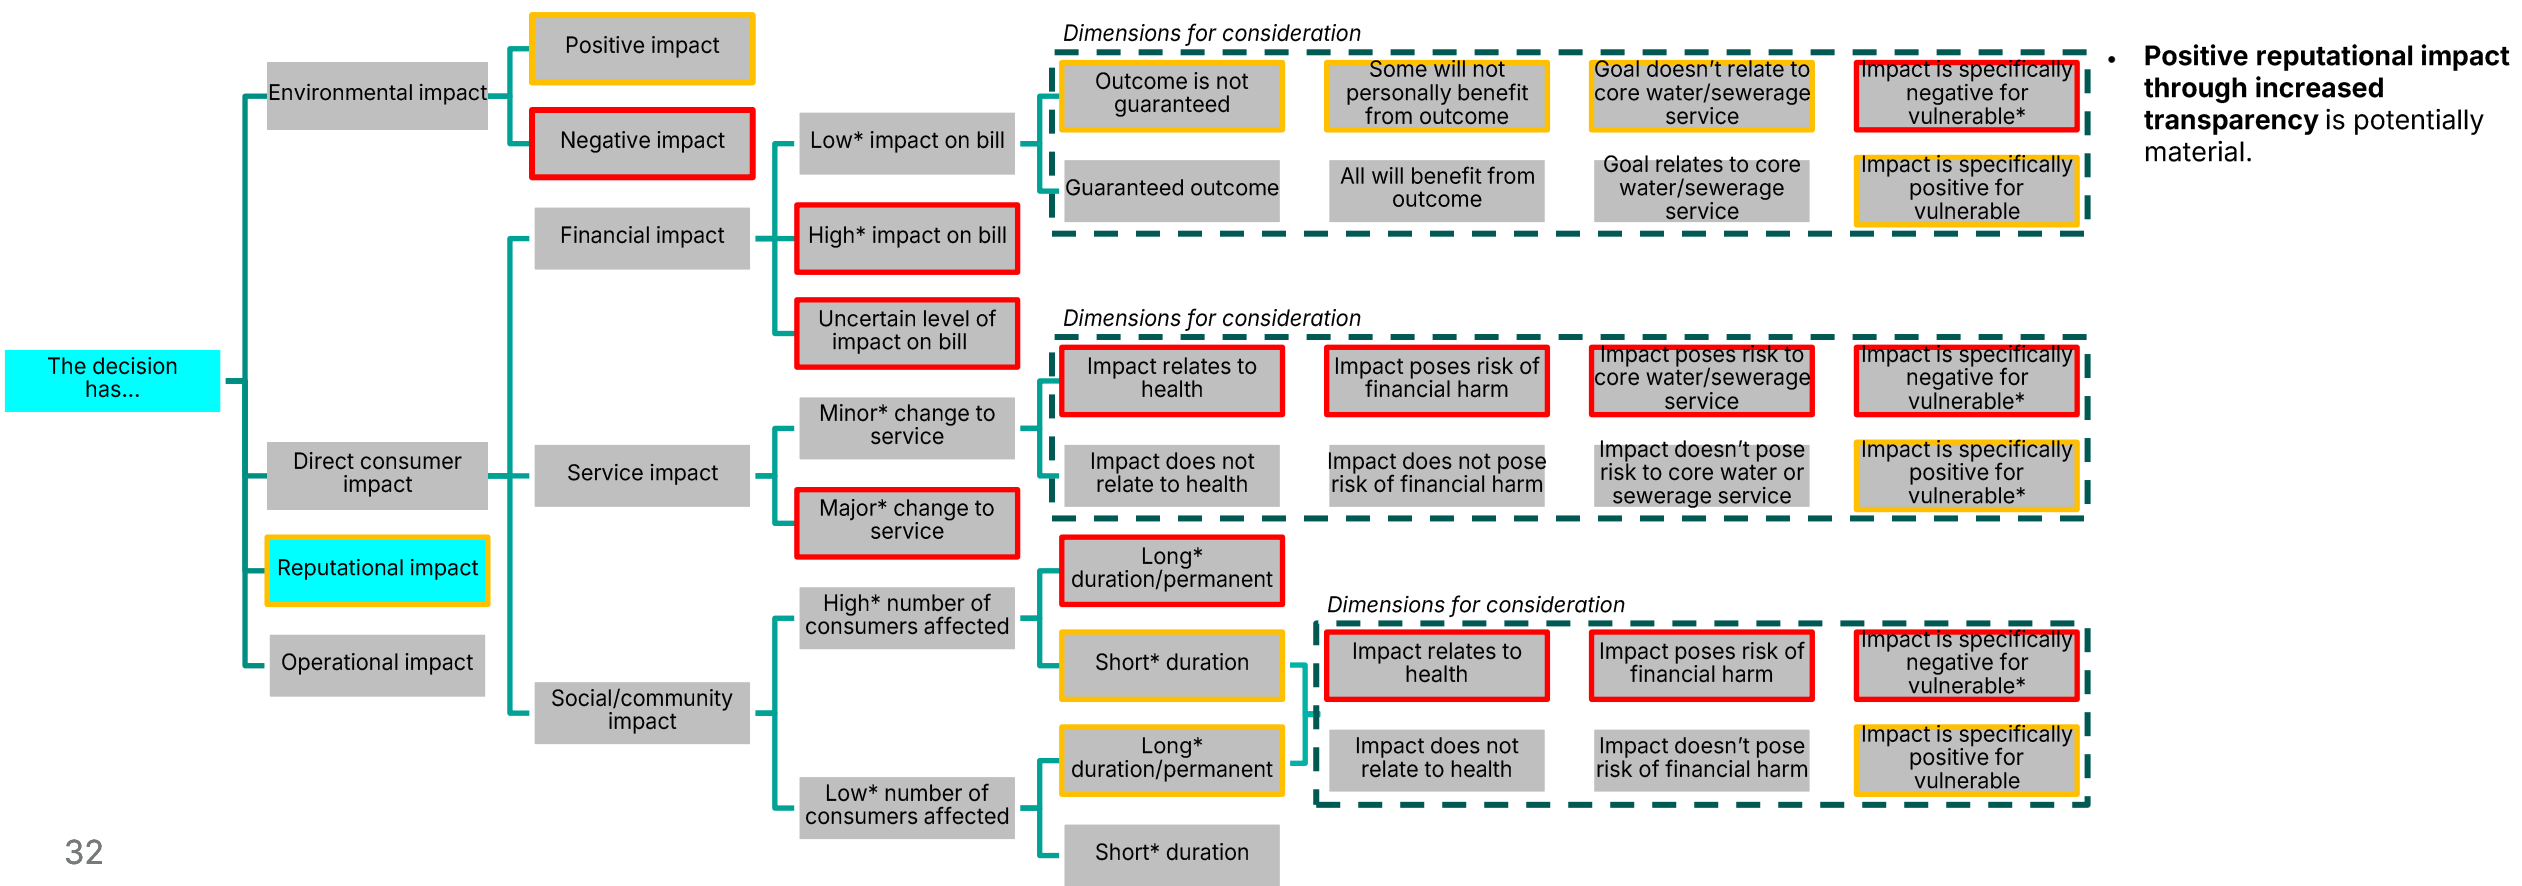 The decision
has...
Environmental impact
Direct consumer
impact
Reputational impact
Operational impact
Positive impact
Negative impact
Financial impact
Service impact
Social/community
impact
Low* impact on bill
High* impact on bill
Uncertain level of
impact on bill
Minor* change to
service
Major* change to
service
High* number of
consumers affected
Low* number of
consumers affected
Dimensions for consideration
Outcome is not
guaranteed
Some will not
personally benefit
from outcome
Goal doesn't relate to
core water/sewerage
service
Impact is specifically
negative for
vulnerable*
Guaranteed outcome
All will benefit from
outcome
Goal relates to core
water/sewerage
service
Impact is specifically
positive for
vulnerable
Dimensions for consideration
Impact relates to
health
Impact poses risk of
financial harm
Impact poses risk to
core water/sewerage
service
Impact is specifically
negative for
vulnerable*
Impact does not
relate to health
Impact does not pose
risk of financial harm
Impact doesn't pose
risk to core water or
sewerage service
Impact is specifically
positive for
vulnerable*
Long*
duration/permanent
Short* duration
Long*
duration/permanent
Short* duration
Dimensions for consideration
Impact relates to
health
Impact poses risk of
financial harm
Impact is specifically
negative for
vulnerable*
Impact does not
relate to health
Impact doesn't pose
risk of financial harm
Impact is specifically
positive for
vulnerable
• Positive reputational impact
through increased
transparency is potentially
material.
32